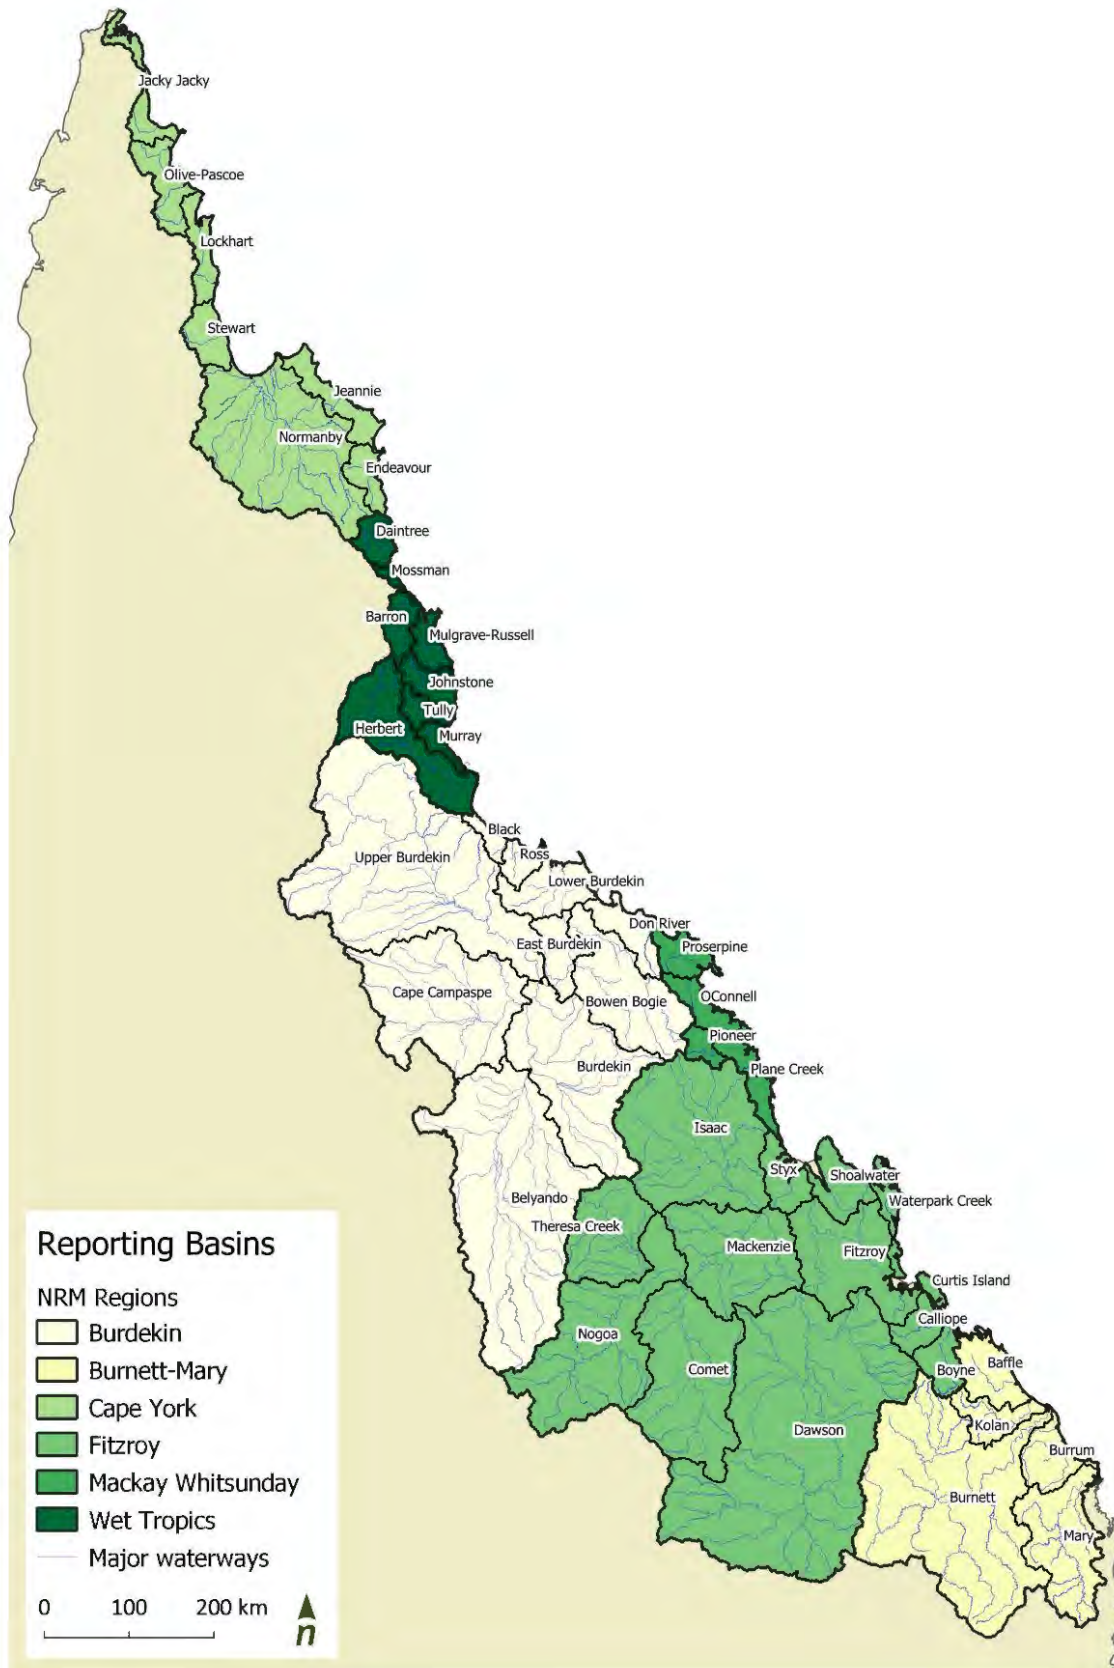 Jacky Jacky
Olive-Pascoe
Lockhart
Stewart
Jeannie
Normanby
Endeavour
Daintree
Mossman
Barron
Mulgrave-Russell
Johnstone
Tully
Herbert
Murray
Black
Ross
Upper Burdekin
Lower Burdekin
Don River
East Burdekin
Proserpine
Cape Campaspe
OConnell
Bowen Bogie
Pioneer
Burdekin
Plane Creek
Isaac
Styx
Shoalwater
Belyando
Waterpark Creek
Theresa Creek
Mackenzie
Fitzroy
Curtis Island
Calliope
Nogoa
Baffle
Comet
Boyne
Kolan
Dawson
Burrum
Burnett
Mary
Reporting Basins
NRM Regions
Burdekin
Burnett-Mary
Cape York
Fitzroy
Mackay Whitsunday
Wet Tropics
Major waterways
0 100 200 km
n